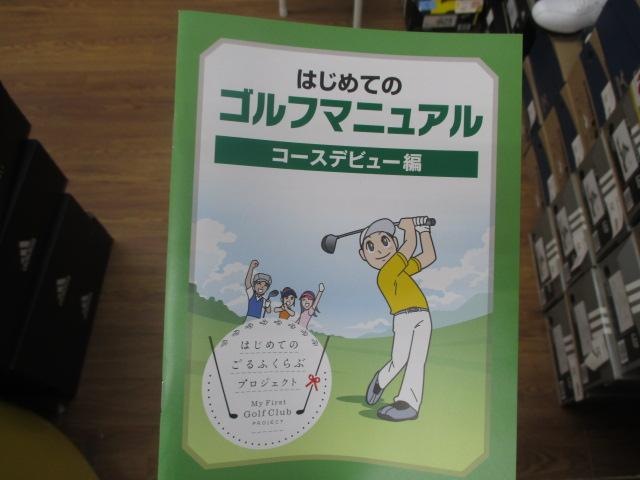 はじめての
ゴルフマニュアル
コースデビュー編
はじめての
ごるふくらぶ
プロジェクト
My First
Golf Club
PROJECT